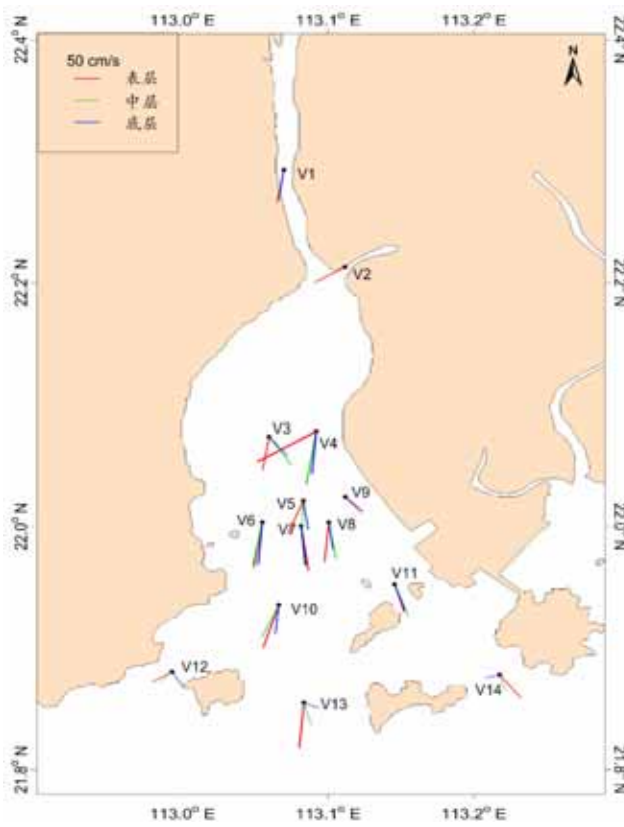 113.0° E 113.1° E 113.2° E
22.4° N 22.4° N
50 cm/s
表层
中层
底层
N
V1
V2
22.2° N 22.2° N
V3
V4
V9
V5
V6 V7 V8
22.0° N 22.0° N
V11
V10
V12
V14
V13
21.8° N 21.8° N
113.0° E 113.1° E 113.2° E